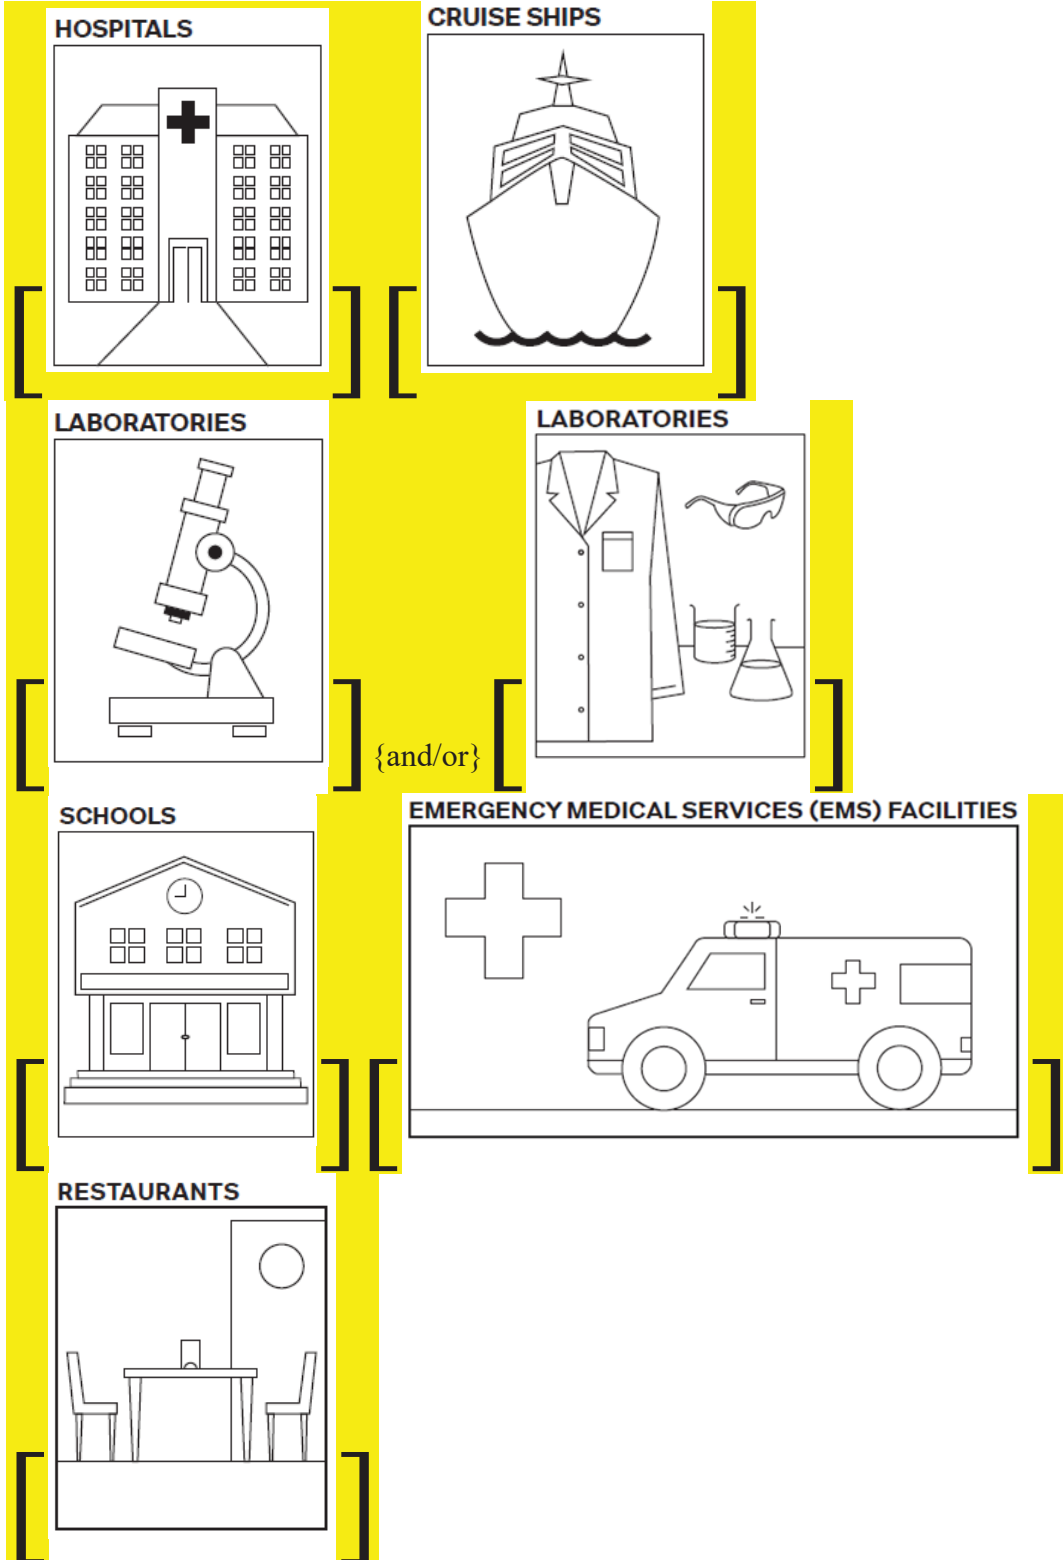 HOSPITALS
CRUISE SHIPS
[ ] [ ]
LABORATORIES
LABORATORIES
[ ] {and/or} [ ]
SCHOOLS
EMERGENCY MEDICAL SERVICES (EMS) FACILITIES
[ ] [ ]
RESTAURANTS
[ ]